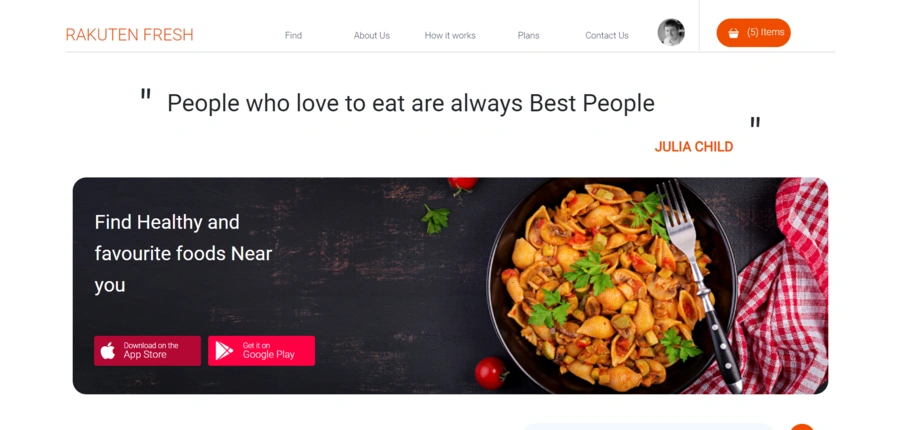 RAKUTEN FRESH
Find
About Us
How it works
Plans
Contact Us
(5) Items
" People who love to eat are always Best People "
JULIA CHILD
Find Healthy and
favourite foods Near
you
Download on the
App Store
Get it on
Google Play